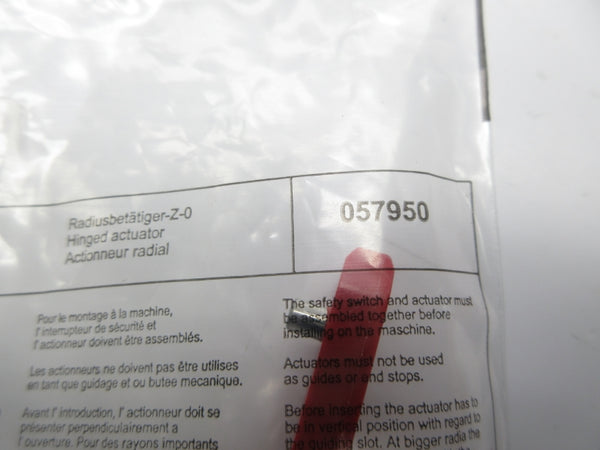 Radiusbetätiger-Z-0
Hinged actuator
Actionneur radial
057950
Pour le montage à la machine,
l'interrupteur de sécurité et
l'actionneur doivent être assemblés.
Les actionneurs ne doivent pas être utilises
en tant que guidage et ou butee mecanique.
Avant l' introduction, l' actionneur doit se
présenter perpendiculairement a
l'ouverture. Pour des rayons importants
The safety switch and actuator must
be assembled together before
installing on the maschine.
Actuators must not be used
as guides or end stops.
Before inserting the actuator has to
be in vertical position with regard to
the guiding slot. At bigger radia the